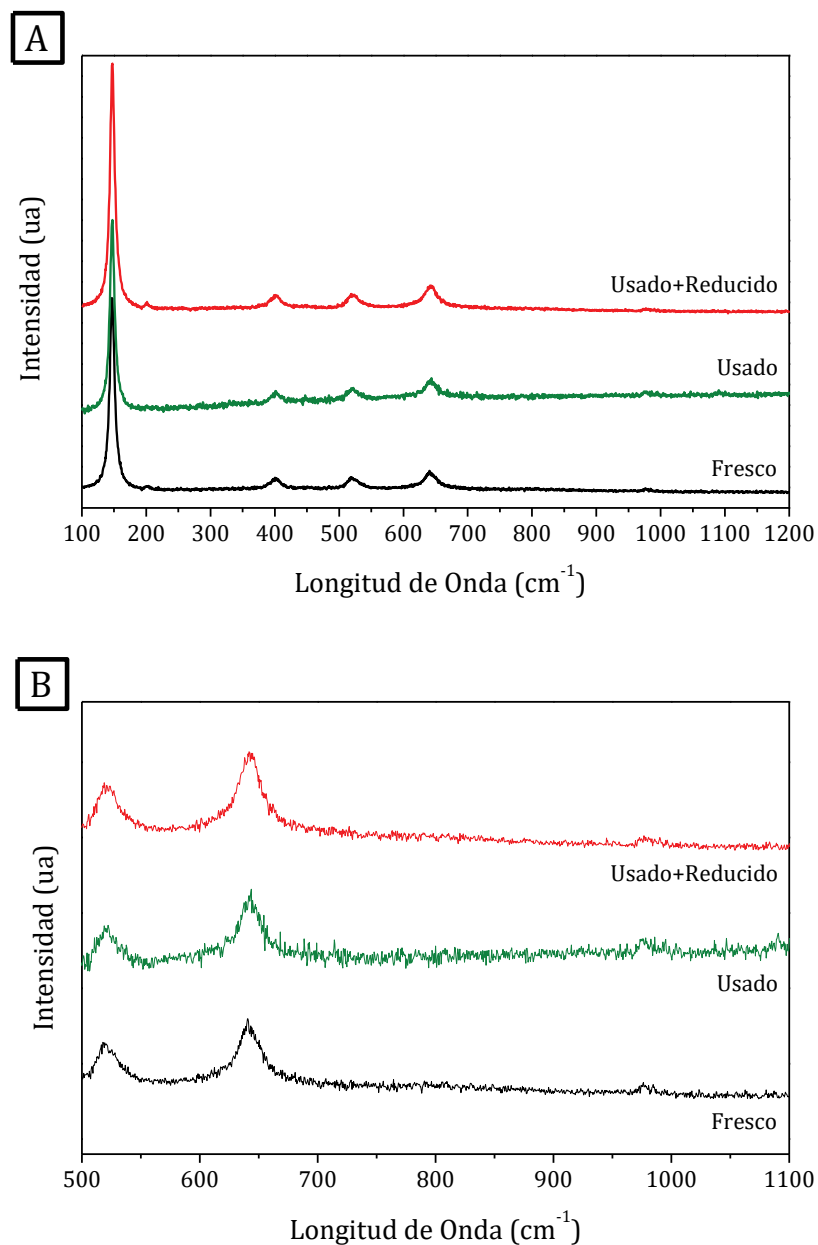 A
Intensidad (ua)
Usado+Reducido
Usado
Fresco
100 200 300 400 500 600 700 800 900 1000 1100 1200
Longitud de Onda (cm⁻¹)
B
Intensidad (ua)
Usado+Reducido
Usado
Fresco
500 600 700 800 900 1000 1100
Longitud de Onda (cm⁻¹)